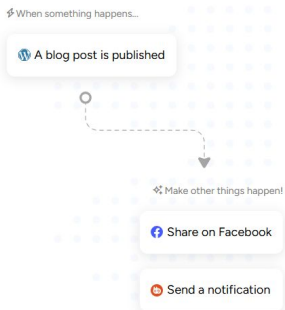 When something happens...
A blog post is published
Make other things happen!
Share on Facebook
Send a notification